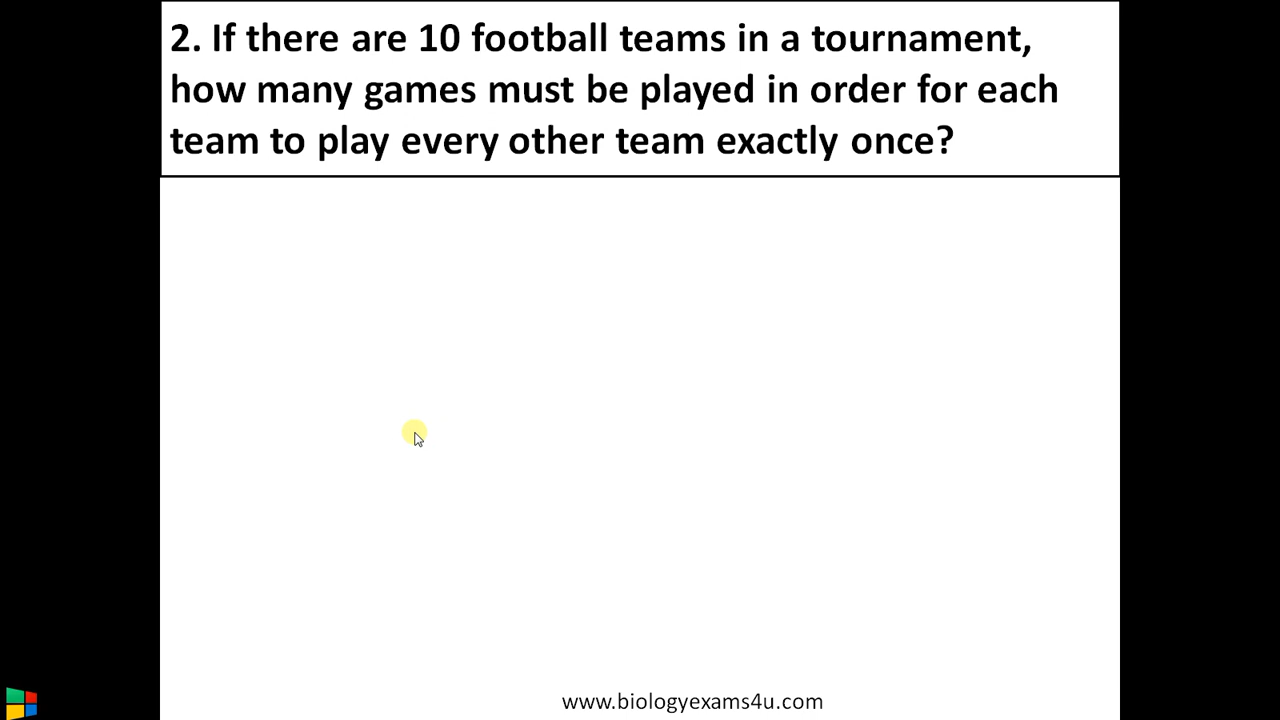 2. If there are 10 football teams in a tournament,
how many games must be played in order for each
team to play every other team exactly once?
www.biologyexams4u.com